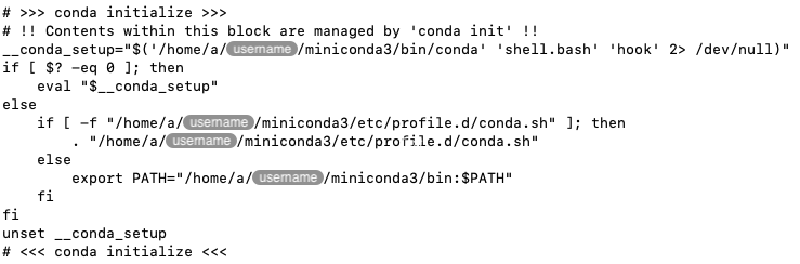 # >>> conda initialize >>>
# !! Contents within this block are managed by 'conda init' !!
__conda_setup="$('/home/a/username/miniconda3/bin/conda' 'shell.bash' 'hook' 2> /dev/null)"
if [ $? -eq 0 ]; then
    eval "$__conda_setup"
else
    if [ -f "/home/a/username/miniconda3/etc/profile.d/conda.sh" ]; then
        . "/home/a/username/miniconda3/etc/profile.d/conda.sh"
    else
        export PATH="/home/a/username/miniconda3/bin:$PATH"
    fi
fi
unset __conda_setup
# <<< conda initialize <<<